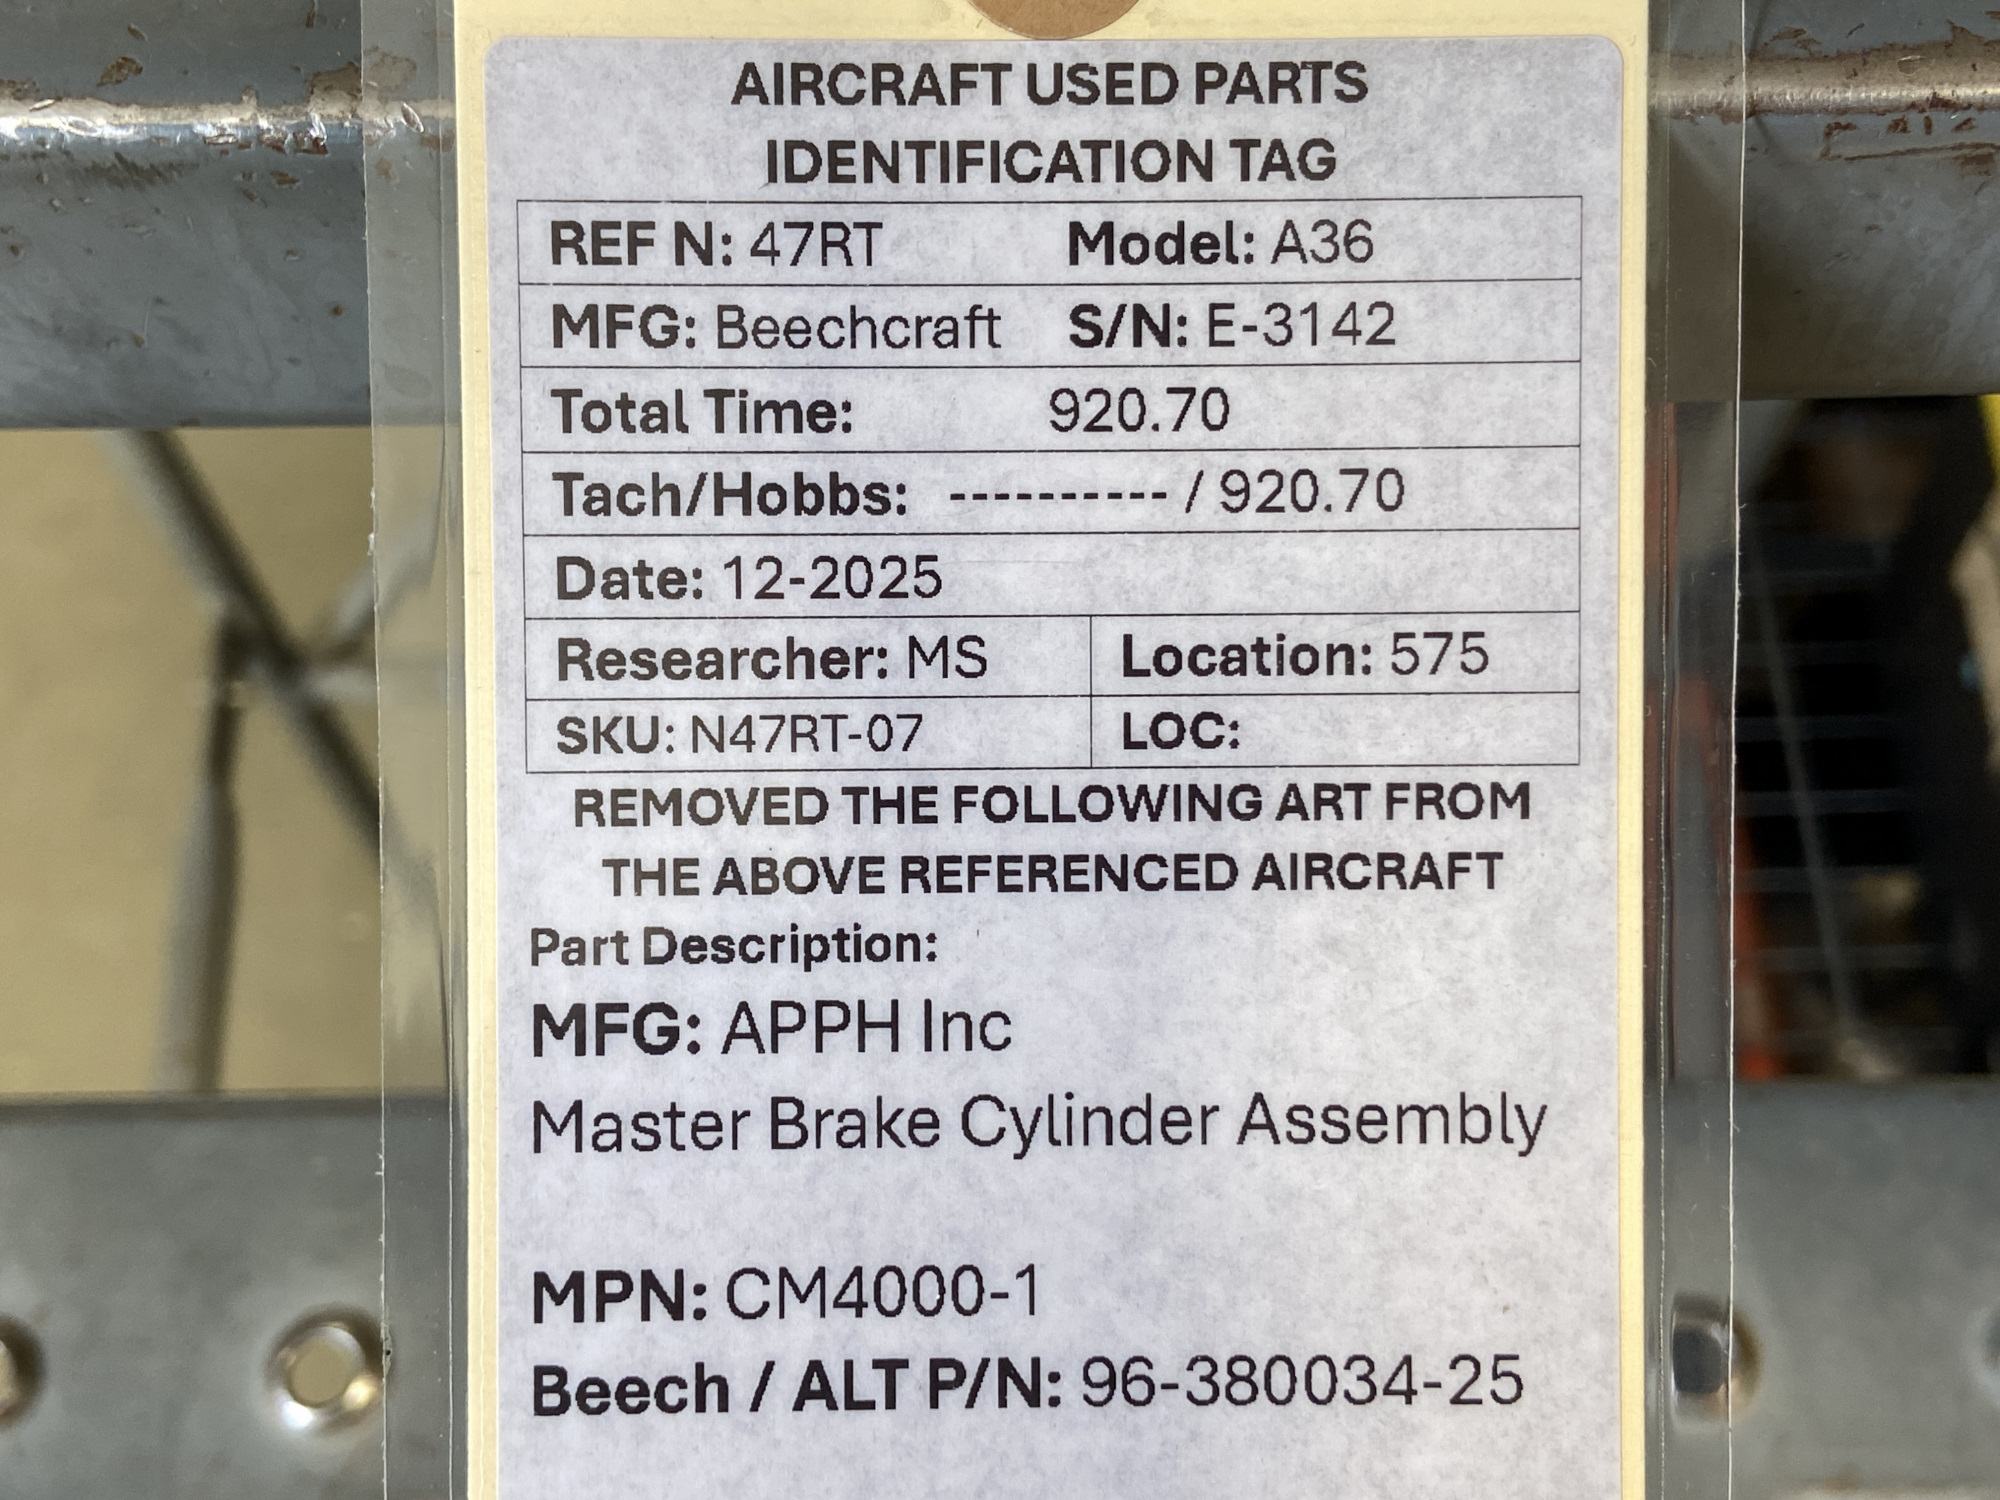 AIRCRAFT USED PARTS
IDENTIFICATION TAG
REF N: 47RT Model: A36
MFG: Beechcraft S/N: E-3142
Total Time: 920.70
Tach/Hobbs: ---------- / 920.70
Date: 12-2025
Researcher: MS Location: 575
SKU: N47RT-07 LOC:
REMOVED THE FOLLOWING ART FROM
THE ABOVE REFERENCED AIRCRAFT
Part Description:
MFG: APPH Inc
Master Brake Cylinder Assembly
MPN: CM4000-1
Beech / ALT P/N: 96-380034-25